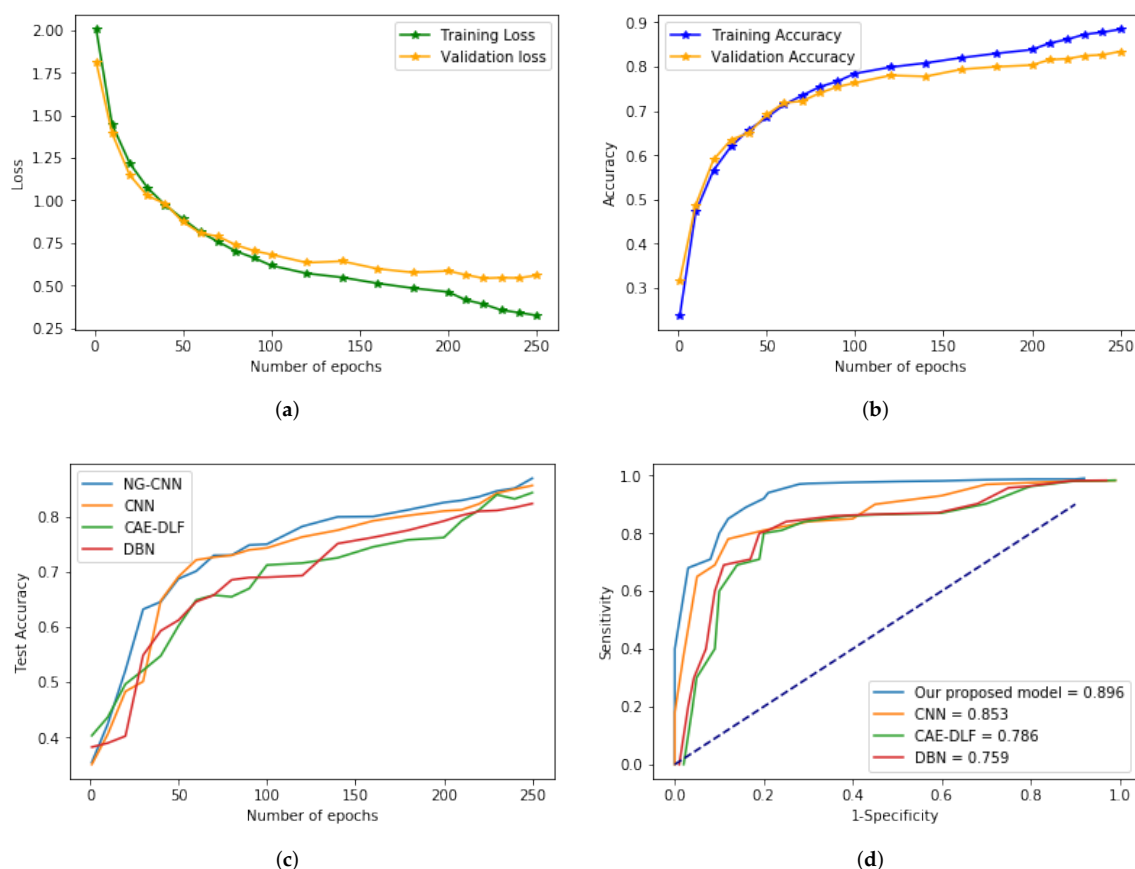 2.00
1.75
1.50
1.25
1.00
0.75
0.50
0.25
Loss
Training Loss
Validation loss
0 50 100 150 200 250
Number of epochs
(a)
0.9
0.8
0.7
0.6
0.5
0.4
0.3
Accuracy
Training Accuracy
Validation Accuracy
0 50 100 150 200 250
Number of epochs
(b)
0.8
0.7
0.6
0.5
0.4
Test Accuracy
NG-CNN
CNN
CAE-DLF
DBN
0 50 100 150 200 250
Number of epochs
(c)
1.0
0.8
0.6
0.4
0.2
0.0
Sensitivity
Our proposed model = 0.896
CNN = 0.853
CAE-DLF = 0.786
DBN = 0.759
0.0 0.2 0.4 0.6 0.8 1.0
1-Specificity
(d)